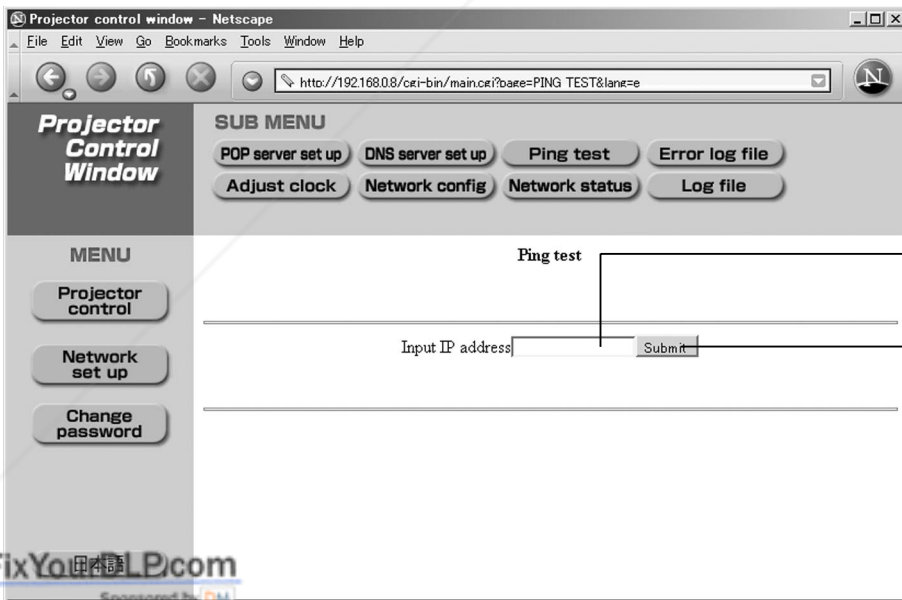 Projector control window - Netscape
File Edit View Go Bookmarks Tools Window Help
http://192.168.0.8/cgi-bin/main.cgi?page=PING TEST&lang=e
Projector
Control
Window
SUB MENU
POP server set up DNS server set up Ping test Error log file
Adjust clock Network config Network status Log file
MENU
Projector
control
Network
set up
Change
password
Ping test
Input IP address Submit
日本語
FixYourDLP.com
Sponsored by DM